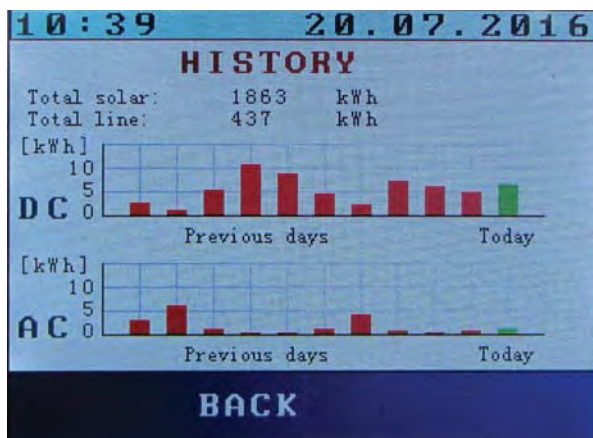 10:39 20.07.2016
HISTORY
Total solar: 1863 kWh
Total line: 437 kWh
[kWh]
10
5
DC 0
Previous days Today
[kWh]
10
5
AC 0
Previous days Today
BACK